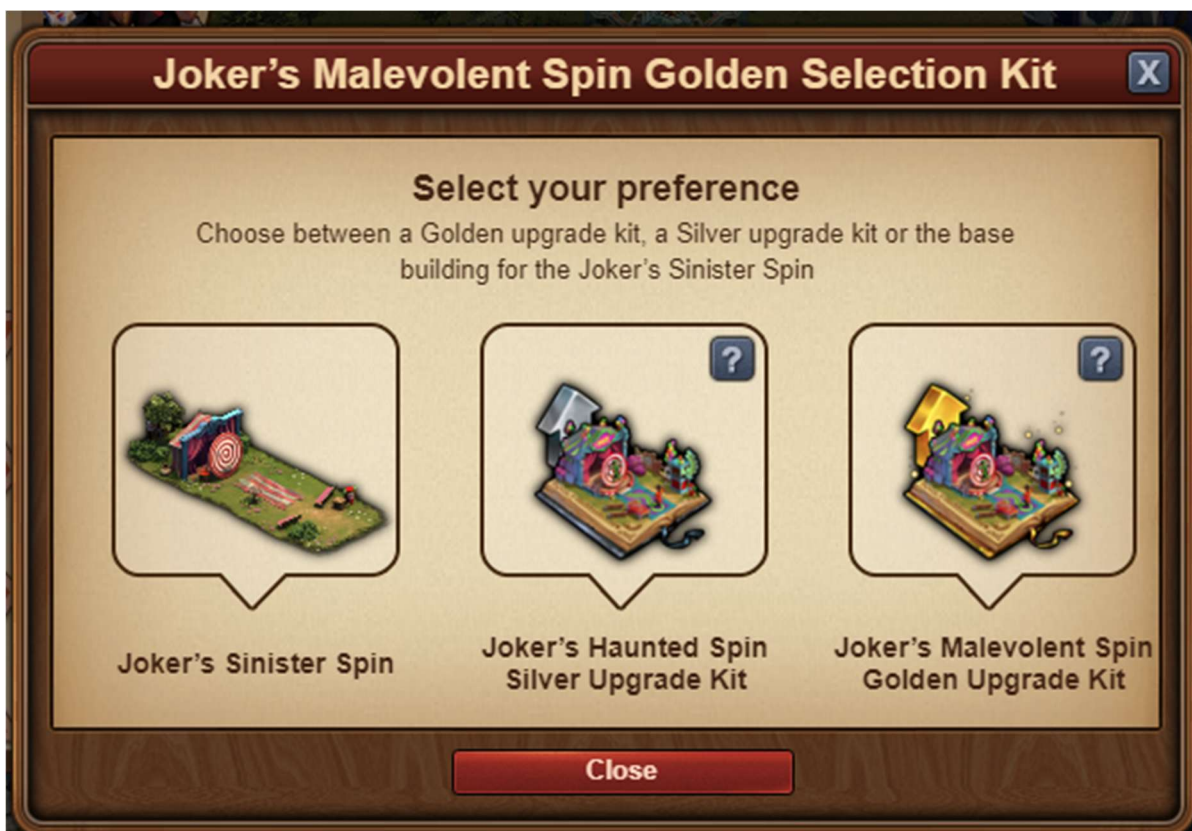 Joker's Malevolent Spin Golden Selection Kit
X
Select your preference
Choose between a Golden upgrade kit, a Silver upgrade kit or the base
building for the Joker's Sinister Spin
?
?
Joker's Sinister Spin
Joker's Haunted Spin
Silver Upgrade Kit
Joker's Malevolent Spin
Golden Upgrade Kit
Close